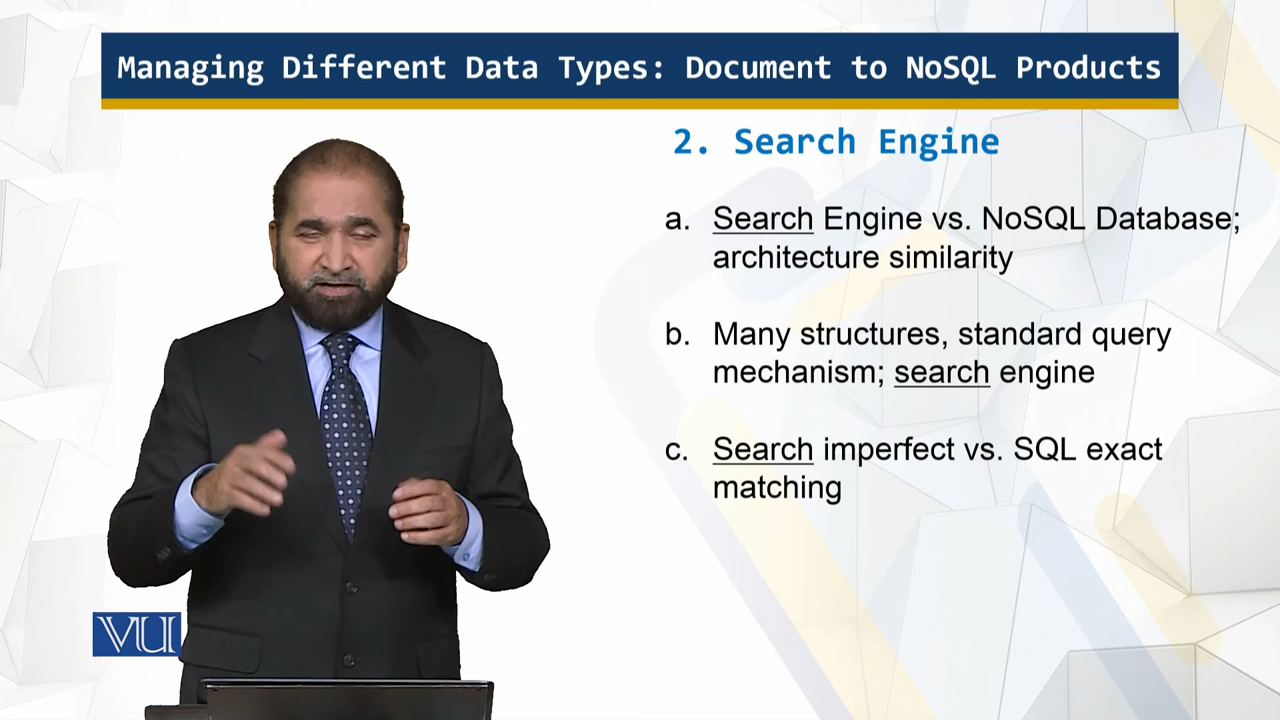 Managing Different Data Types: Document to NoSQL Products
2. Search Engine
a. Search Engine vs. NoSQL Database;
architecture similarity
b. Many structures, standard query
mechanism; search engine
c. Search imperfect vs. SQL exact
matching
VU